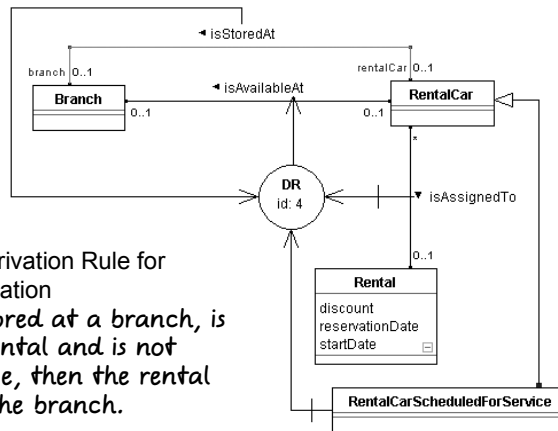 ◄ isStoredAt
branch 0..1
rentalCar 0..1
◄ isAvailableAt
Branch
RentalCar
0..1
0..1
*
DR
id: 4
▼ isAssignedTo
0..1
rivation Rule for
ation
ored at a branch, is
ental and is not
e, then the rental
he branch.
Rental
discount
reservationDate
startDate
RentalCarScheduledForService